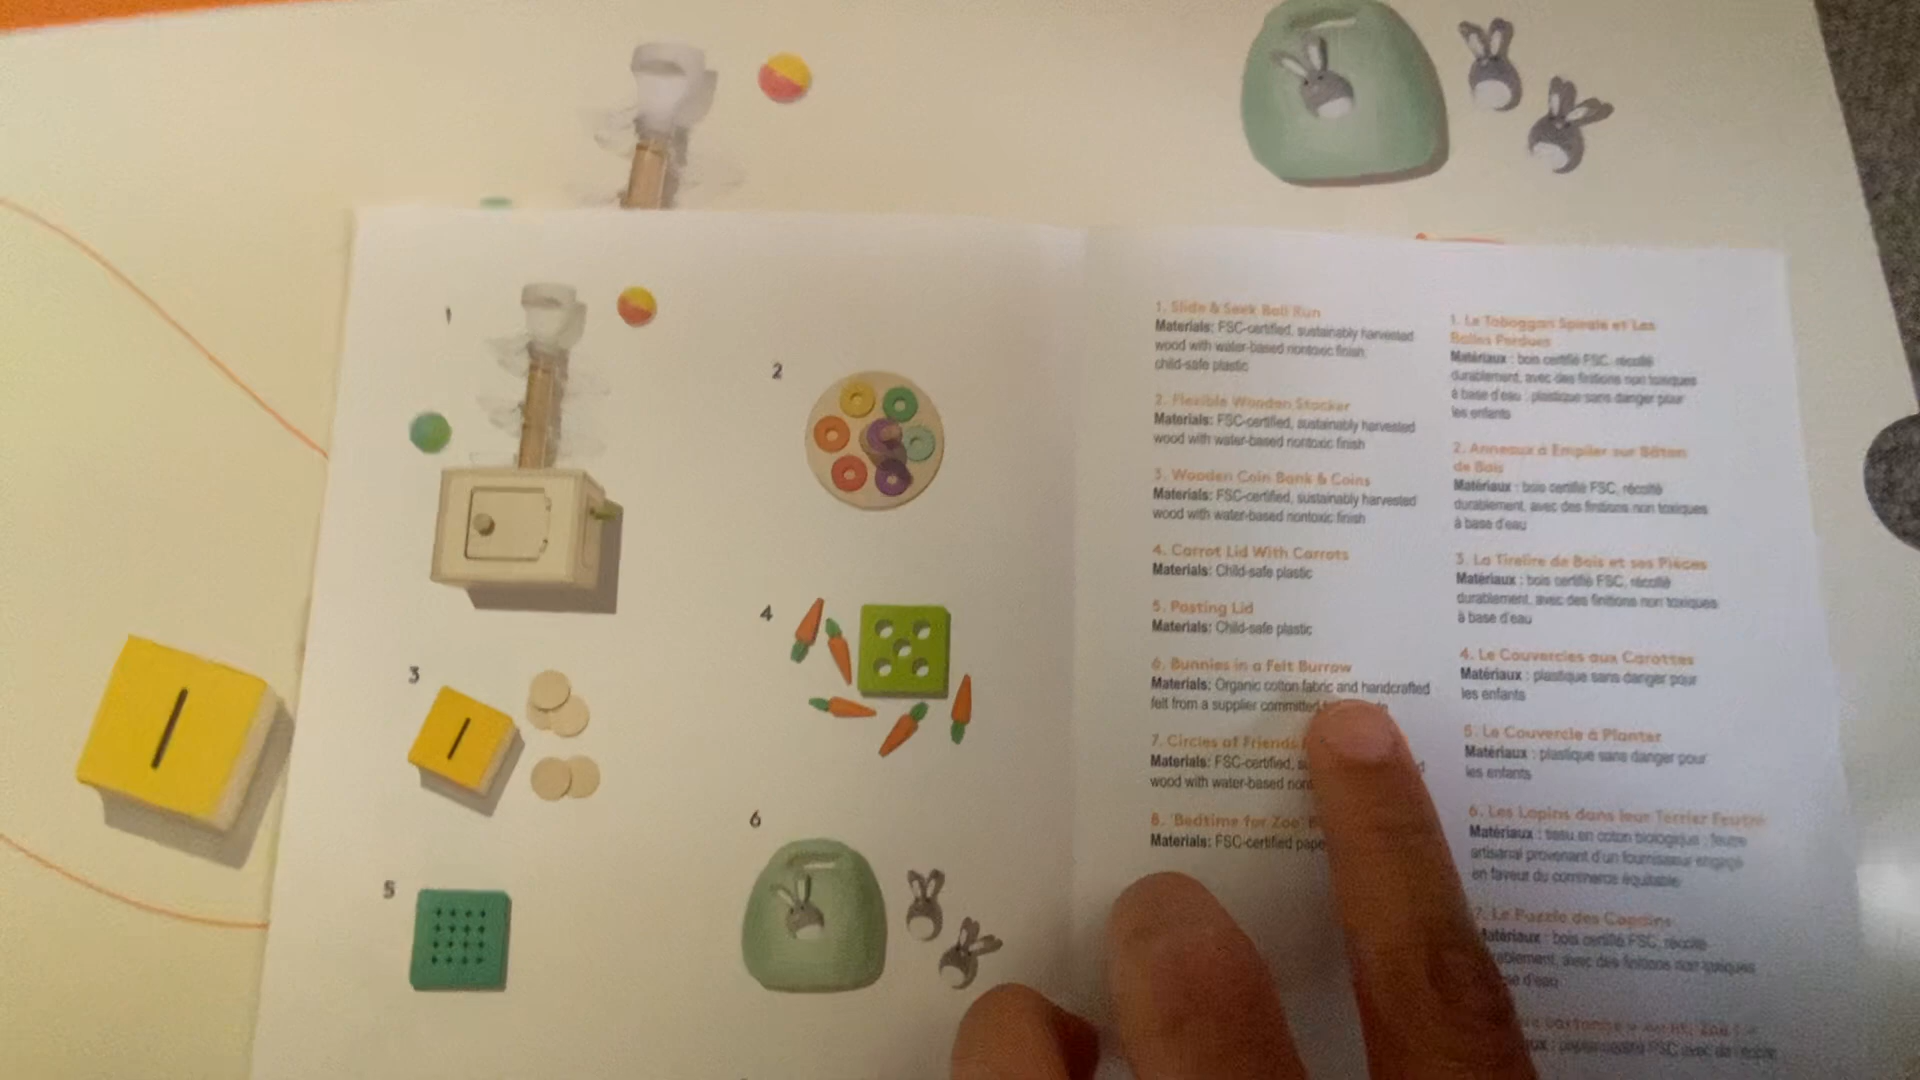 1
2
3
4
5
6
1. Slide & Seek Ball Run
Materials: FSC-certified, sustainably harvested
wood with water-based nontoxic finish,
child-safe plastic
2. Flexible Wooden Stacker
Materials: FSC-certified, sustainably harvested
wood with water-based nontoxic finish
3. Wooden Coin Bank & Coins
Materials: FSC-certified, sustainably harvested
wood with water-based nontoxic finish
4. Carrot Lid With Carrots
Materials: Child-safe plastic
5. Posting Lid
Materials: Child-safe plastic
6. Bunnies in a Felt Burrow
Materials: Organic cotton fabric and handcrafted
felt from a supplier committed
7. Circles of Friends
Materials: FSC-certified,
wood with water-based
8. 'Bedtime for Zoe'
Materials: FSC-certified
1. Le Toboggan Spirale et Les
Balles Perdues
Matériaux : bois certifié FSC, récolté
durablement, avec des finitions non toxiques
à base d'eau ; plastique sans danger pour
les enfants
2. Anneaux à Empiler sur Bâton
de Bois
Matériaux : bois certifié FSC, récolté
durablement, avec des finitions non toxiques
à base d'eau
3. La Tirelire de Bois et ses Pièces
Matériaux : bois certifié FSC, récolté
durablement, avec des finitions non toxiques
à base d'eau
4. Le Couvercles aux Carottes
Matériaux : plastique sans danger pour
les enfants
5. Le Couvercle à Planter
Matériaux : plastique sans danger pour
les enfants
6. Les Lapins dans leur Terrier Feutré
Matériaux : tissu en coton biologique ; feutre
artisanal provenant d'un fournisseur engagé
en faveur du commerce équitable
7. Le Puzzle des Copains
Matériaux : bois certifié FSC, récolté
avec des finitions non toxiques
d'eau